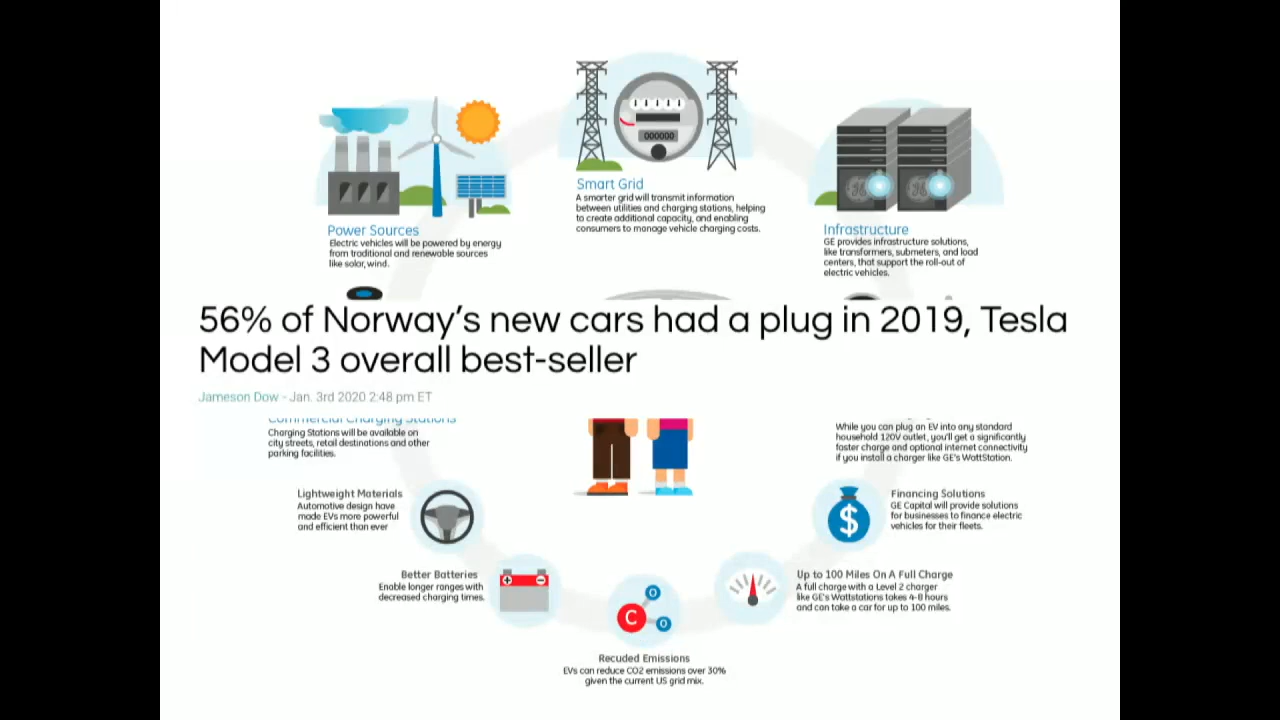 000000
Smart Grid
A smarter grid will transmit information
between utilities and charging stations, helping
to create additional capacity, and enabling
consumers to manage vehicle charging costs.
Power Sources
Electric vehicles will be powered by energy
from traditional and renewable sources
like solar, wind.
Infrastructure
GE provides infrastructure solutions,
like transformers, submeters, and load
centers, that support the roll-out of
electric vehicles.
56% of Norway's new cars had a plug in 2019, Tesla
Model 3 overall best-seller
Jameson Dow - Jan. 3rd 2020 2:48 pm ET
Commercial Charging Stations
Charging Stations will be available on
city streets, retail destinations and other
parking facilities.
While you can plug an EV into any standard
household 120V outlet, you'll get a significantly
faster charge and optional internet connectivity
if you install a charger like GE's WattStation.
Lightweight Materials
Automotive design have
made EVs more powerful
and efficient than ever
$
Financing Solutions
GE Capital will provide solutions
for businesses to finance electric
vehicles for their fleets.
Better Batteries
Enable longer ranges with
decreased charging times.
C O O
Up to 100 Miles On A Full Charge
A full charge with a Level 2 charger
like GE's Wattstations takes 4-8 hours
and can take a car for up to 100 miles.
Recuded Emissions
EVs can reduce CO2 emissions over 30%
given the current US grid mix.